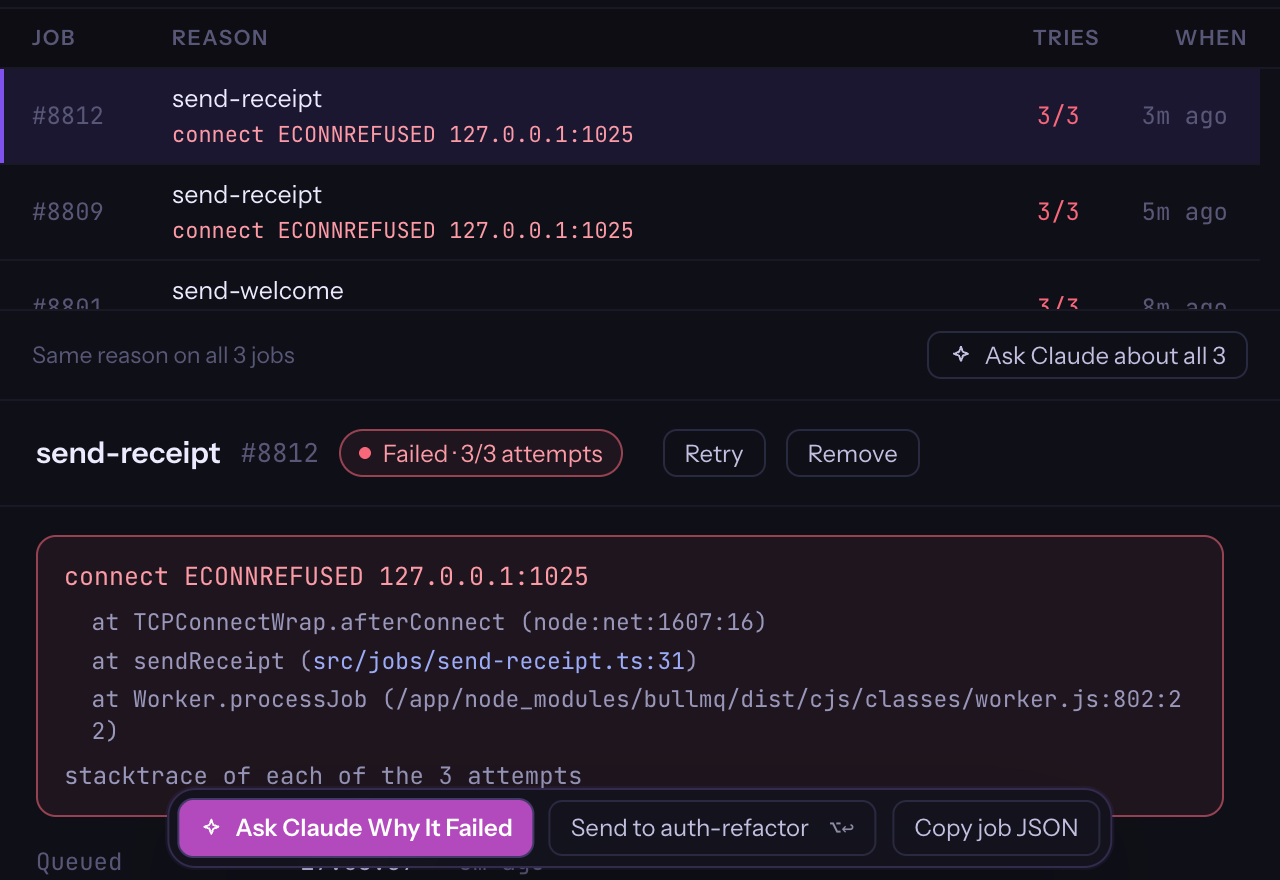 JOB REASON TRIES WHEN
send-receipt
#8812 3/3 3m ago
connect ECONNREFUSED 127.0.0.1:1025
send-receipt
#8809 3/3 5m ago
connect ECONNREFUSED 127.0.0.1:1025
send-welcome
#8801 3/3 8m ago
Same reason on all 3 jobs Ask Claude about all 3
send-receipt #8812 Failed · 3/3 attempts Retry Remove
connect ECONNREFUSED 127.0.0.1:1025
at TCPConnectWrap.afterConnect (node:net:1607:16)
at sendReceipt (src/jobs/send-receipt.ts:31)
at Worker.processJob (/app/node_modules/bullmq/dist/cjs/classes/worker.js:802:2
2)
stacktrace of each of the 3 attempts
Ask Claude Why It Failed Send to auth-refactor ⌥↩ Copy job JSON
Queued